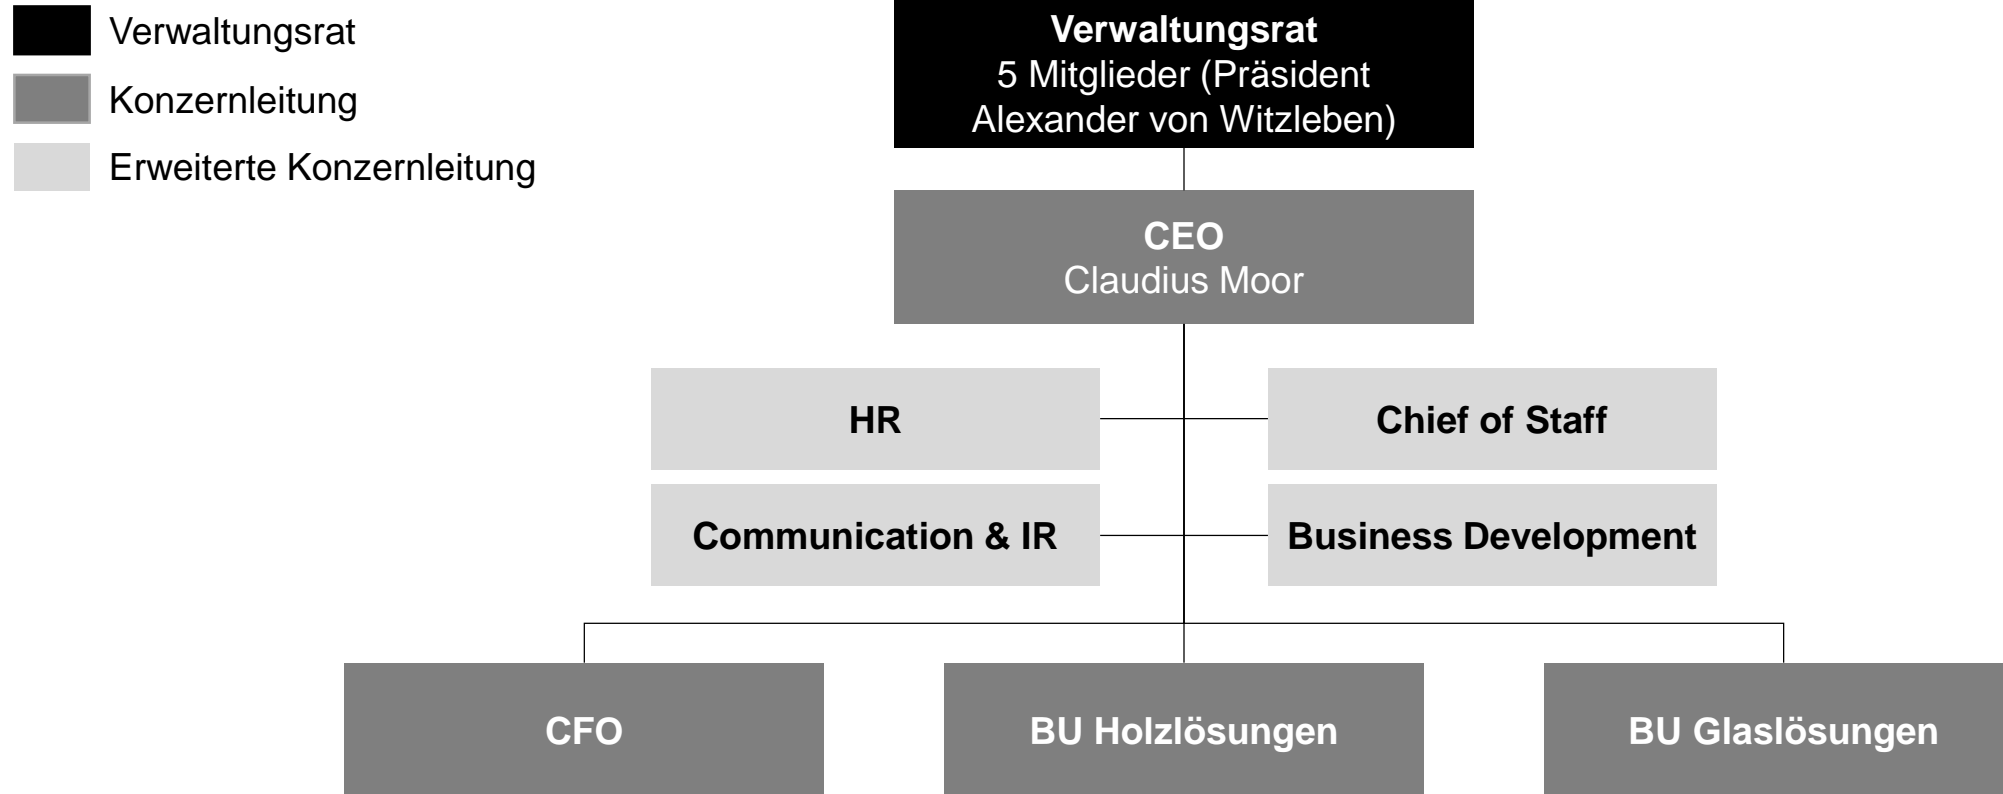 Verwaltungsrat
Konzernleitung
Erweiterte Konzernleitung
Verwaltungsrat
5 Mitglieder (Präsident
Alexander von Witzleben)
CEO
Claudius Moor
HR
Chief of Staff
Communication & IR
Business Development
CFO
BU Holzlösungen
BU Glaslösungen